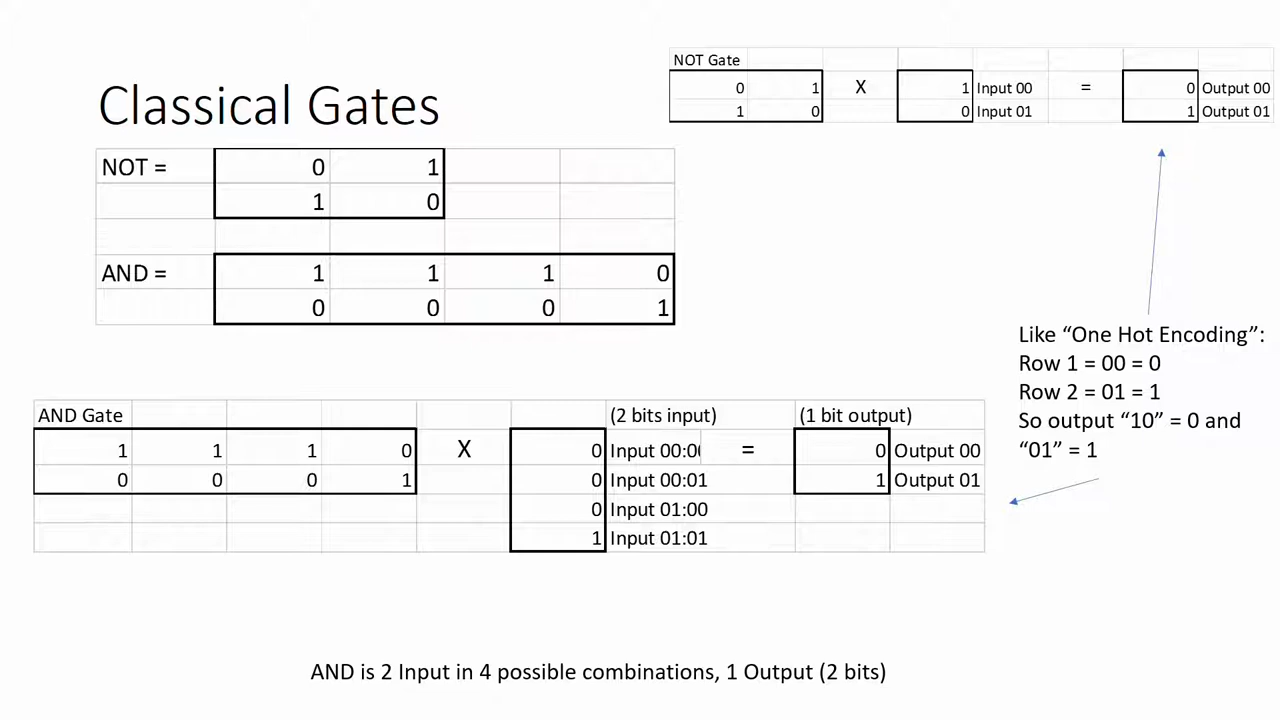 Classical Gates
NOT Gate
0 1 X 1 Input 00 = 0 Output 00
1 0 0 Input 01 1 Output 01
NOT = 0 1
1 0
AND = 1 1 1 0
0 0 0 1
Like “One Hot Encoding”:
Row 1 = 00 = 0
Row 2 = 01 = 1
So output “10” = 0 and
“01” = 1
AND Gate (2 bits input) (1 bit output)
1 1 1 0 X 0 Input 00:00 = 0 Output 00
0 0 0 1 0 Input 00:01 1 Output 01
0 Input 01:00
1 Input 01:01
AND is 2 Input in 4 possible combinations, 1 Output (2 bits)